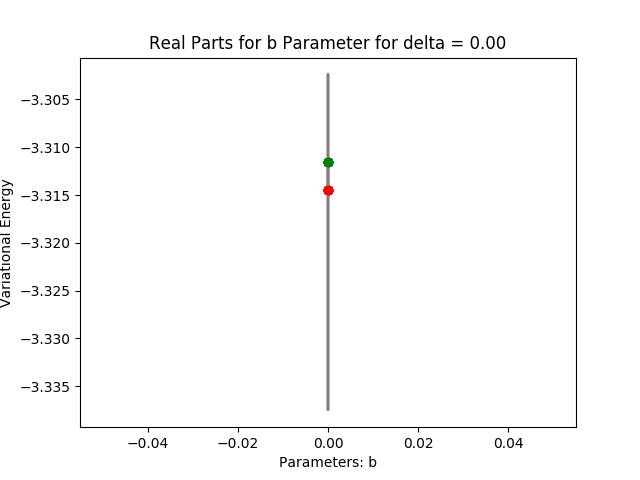 Real Parts for b Parameter for delta = 0.00
Variational Energy
−3.305
−3.310
−3.315
−3.320
−3.325
−3.330
−3.335
−0.04 −0.02 0.00 0.02 0.04
Parameters: b